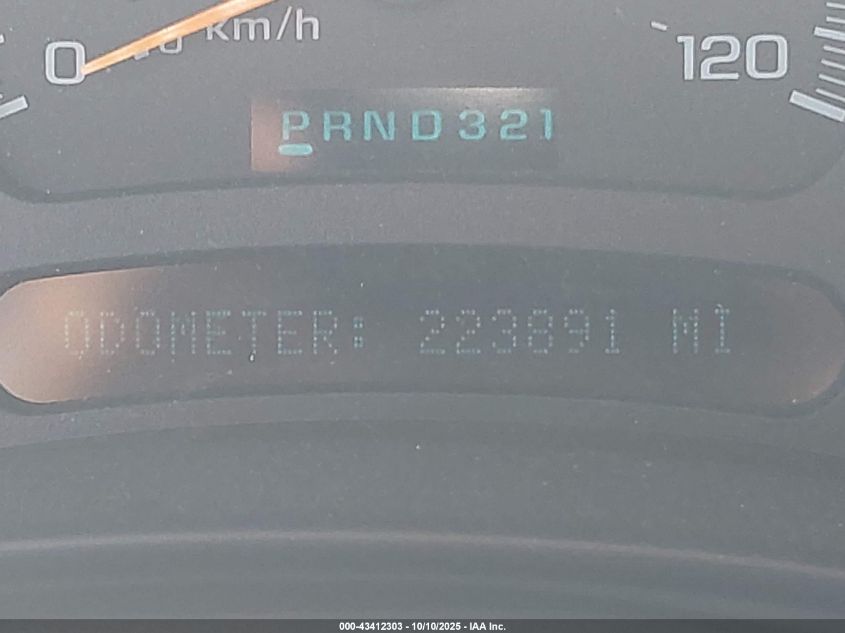 km/h
0
120
PRND321
ODOMETER: 223891 MI
000-43412303 - 10/10/2025 - IAA Inc.